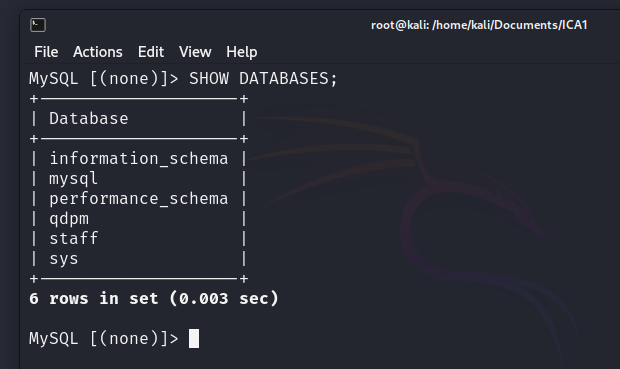 root@kali: /home/kali/Documents/ICA1
File Actions Edit View Help
MySQL [(none)]> SHOW DATABASES;
+--------------------+
| Database           |
+--------------------+
| information_schema |
| mysql              |
| performance_schema |
| qdpm               |
| staff              |
| sys                |
+--------------------+
6 rows in set (0.003 sec)
MySQL [(none)]>